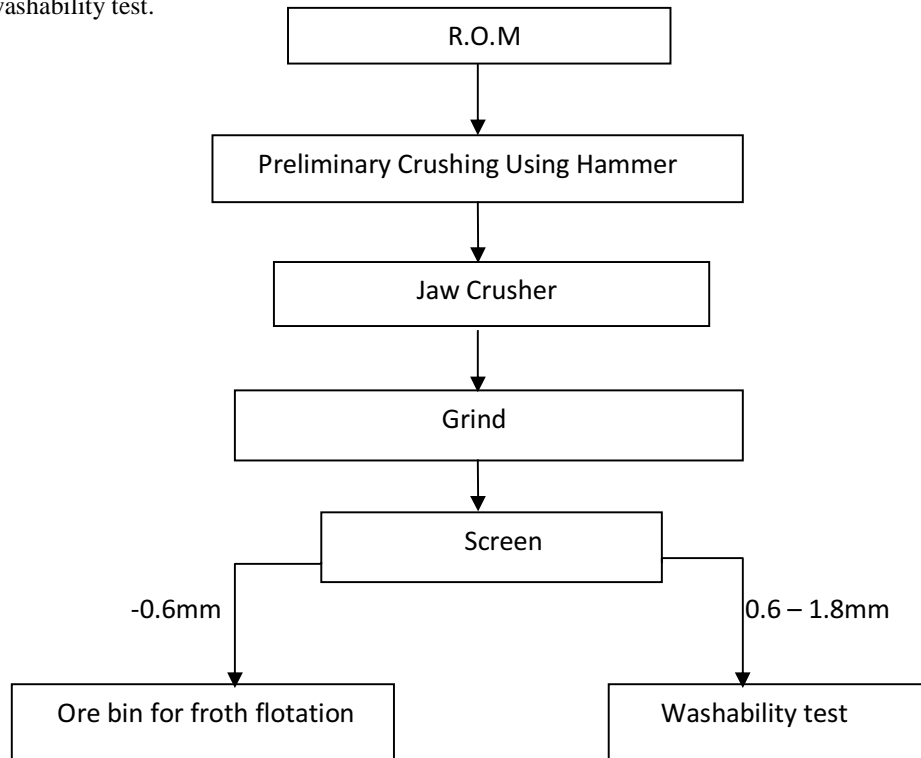 washability test.
R.O.M
Preliminary Crushing Using Hammer
Jaw Crusher
Grind
Screen
-0.6mm
0.6 – 1.8mm
Ore bin for froth flotation
Washability test